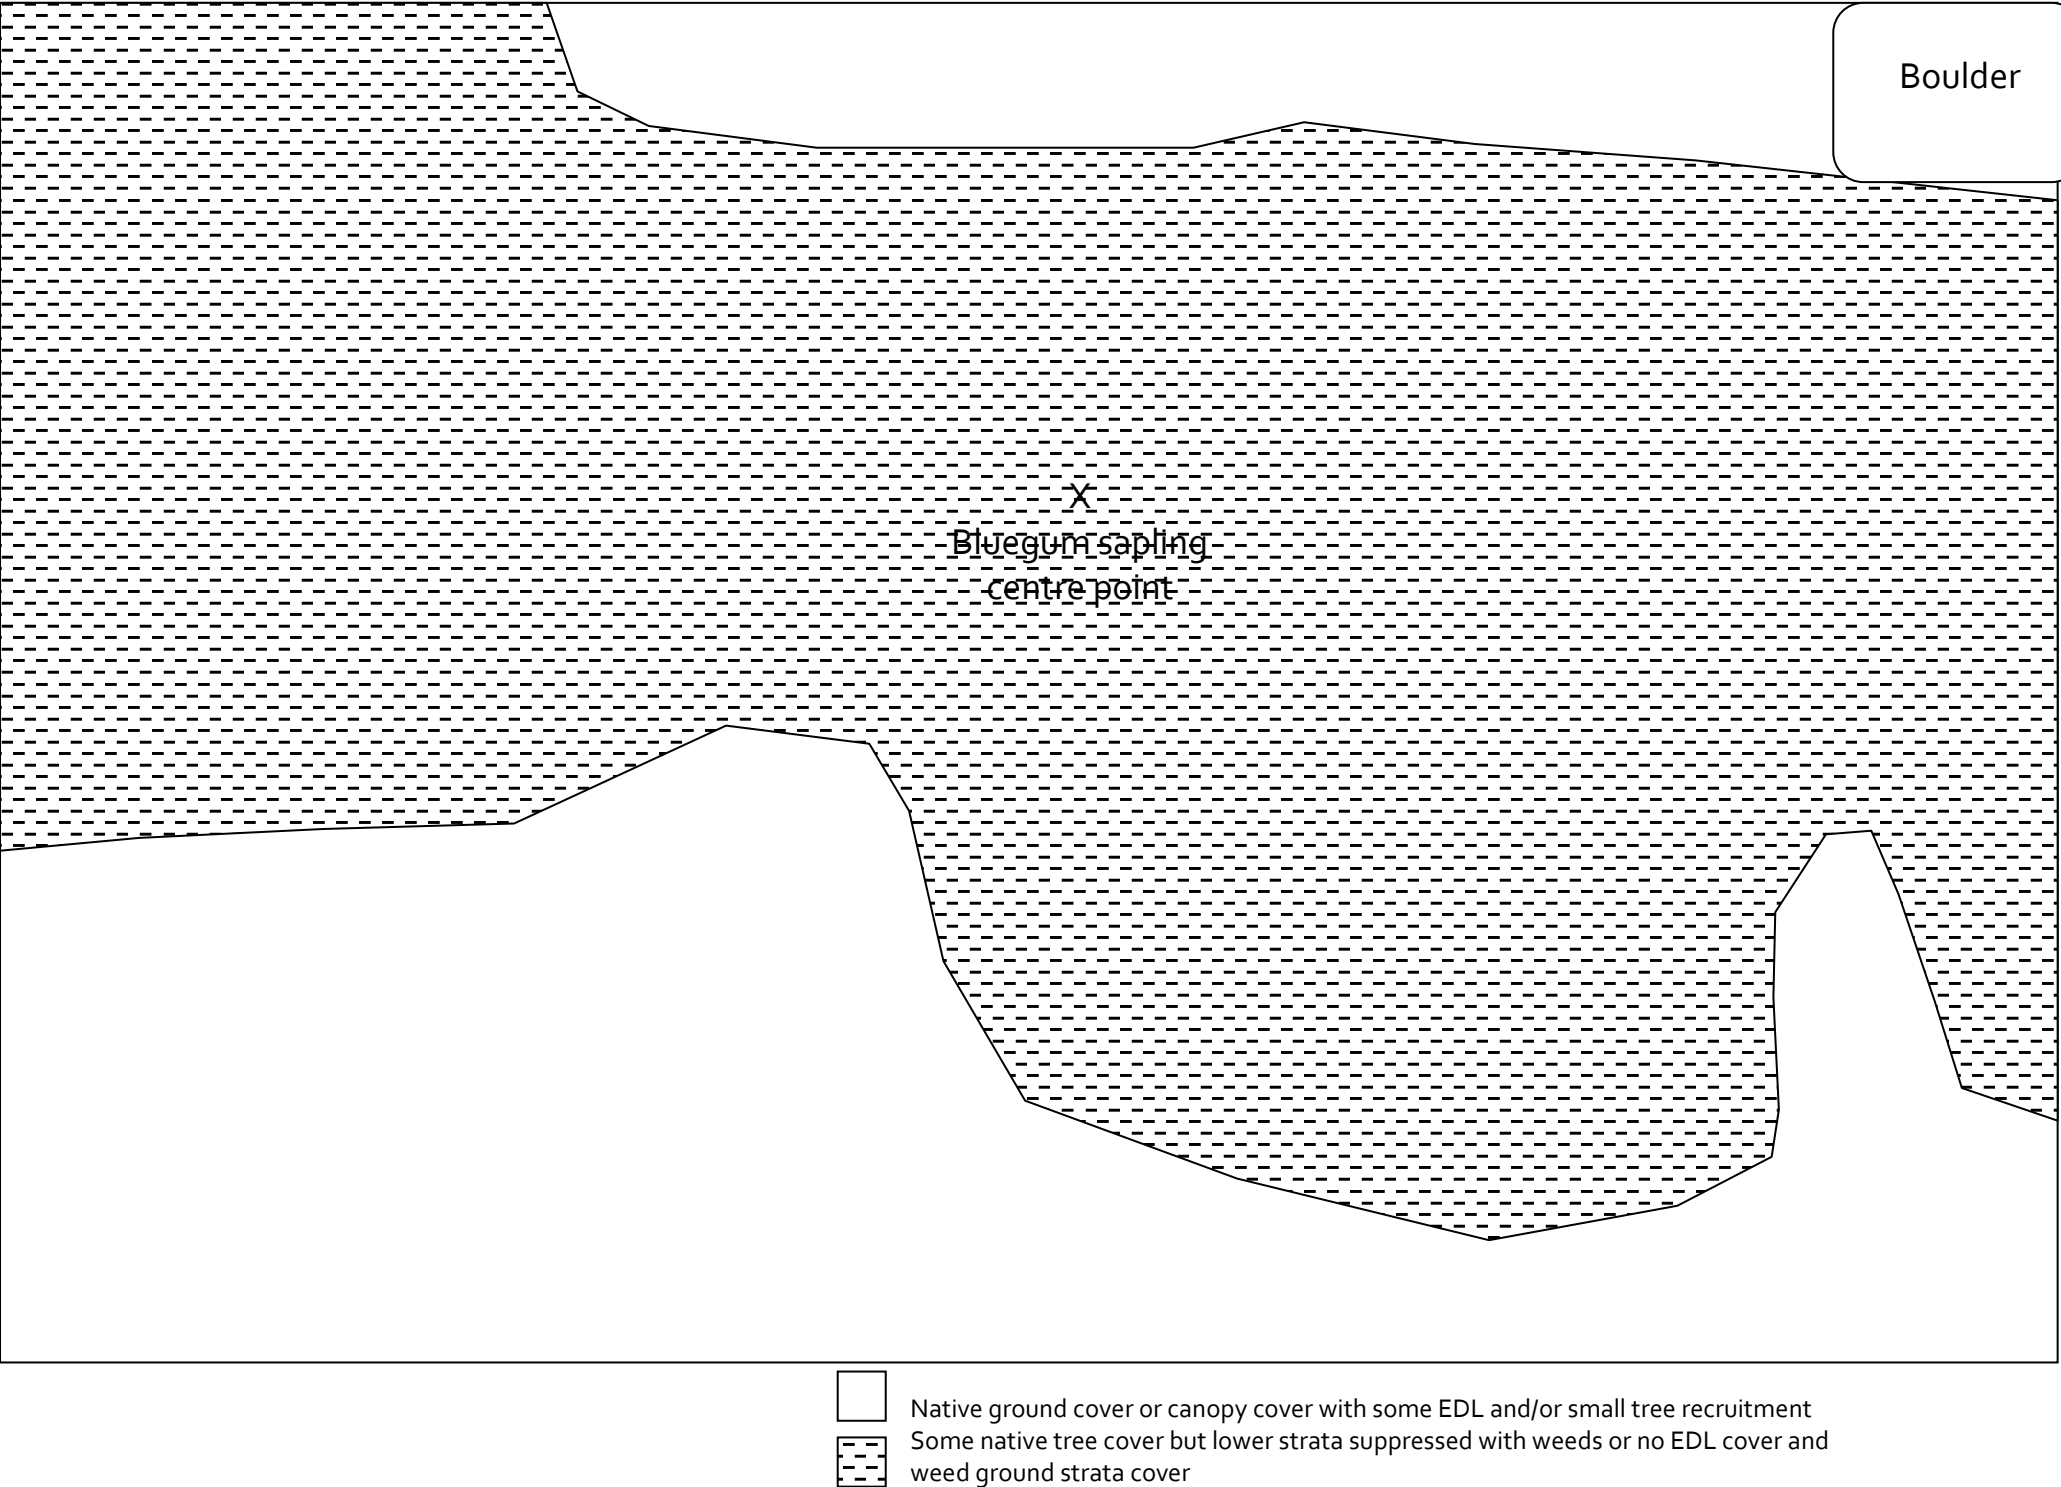 Boulder
X
Bluegum sapling
centre point
Native ground cover or canopy cover with some EDL and/or small tree recruitment
Some native tree cover but lower strata suppressed with weeds or no EDL cover and
weed ground strata cover